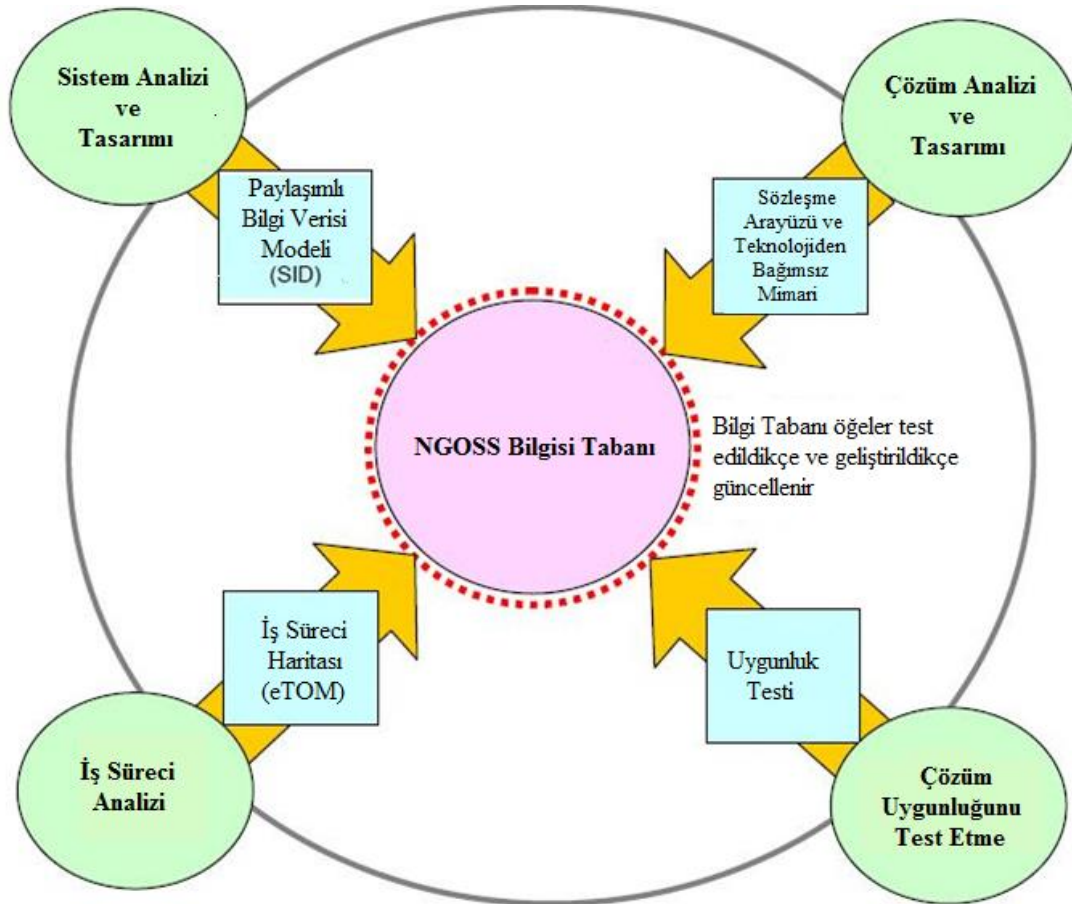 Sistem Analizi
ve
Tasarımı
Çözüm Analizi
ve
Tasarımı
Paylaşımlı
Bilgi Verisi
Modeli
(SID)
Sözleşme
Arayüzü ve
Teknolojiden
Bağımsız
Mimari
NGOSS Bilgisi Tabanı
Bilgi Tabanı öğeler test
edildikçe ve geliştirildikçe
güncellenir
İş Süreci
Haritası
(eTOM)
Uygunluk
Testi
İş Süreci
Analizi
Çözüm
Uygunluğunu
Test Etme